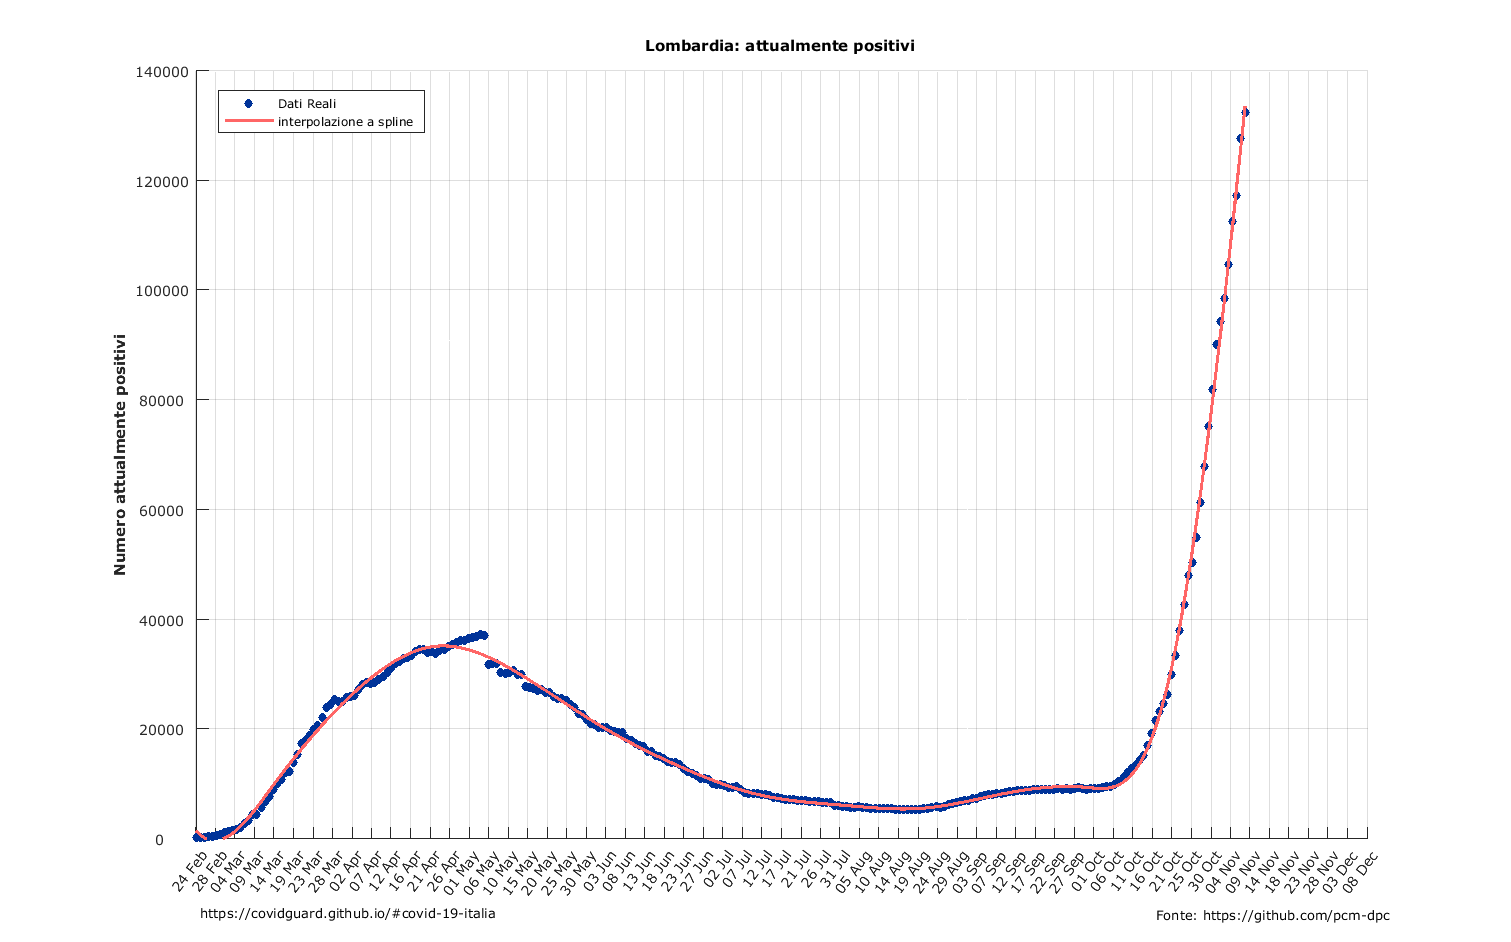 Lombardia: attualmente positivi
140000
120000
100000
80000
60000
40000
20000
0
Numero attualmente positivi
Dati Reali
interpolazione a spline
24 Feb
28 Feb
04 Mar
09 Mar
14 Mar
19 Mar
23 Mar
28 Mar
02 Apr
07 Apr
12 Apr
16 Apr
21 Apr
26 Apr
01 May
06 May
10 May
15 May
20 May
25 May
30 May
03 Jun
08 Jun
13 Jun
18 Jun
23 Jun
27 Jun
02 Jul
07 Jul
12 Jul
17 Jul
21 Jul
26 Jul
31 Jul
05 Aug
10 Aug
14 Aug
19 Aug
24 Aug
29 Aug
03 Sep
07 Sep
12 Sep
17 Sep
22 Sep
27 Sep
01 Oct
06 Oct
11 Oct
16 Oct
21 Oct
25 Oct
30 Oct
04 Nov
09 Nov
14 Nov
19 Nov
23 Nov
28 Nov
03 Dec
08 Dec
https://covidguard.github.io/#covid-19-italia
Fonte: https://github.com/pcm-dpc